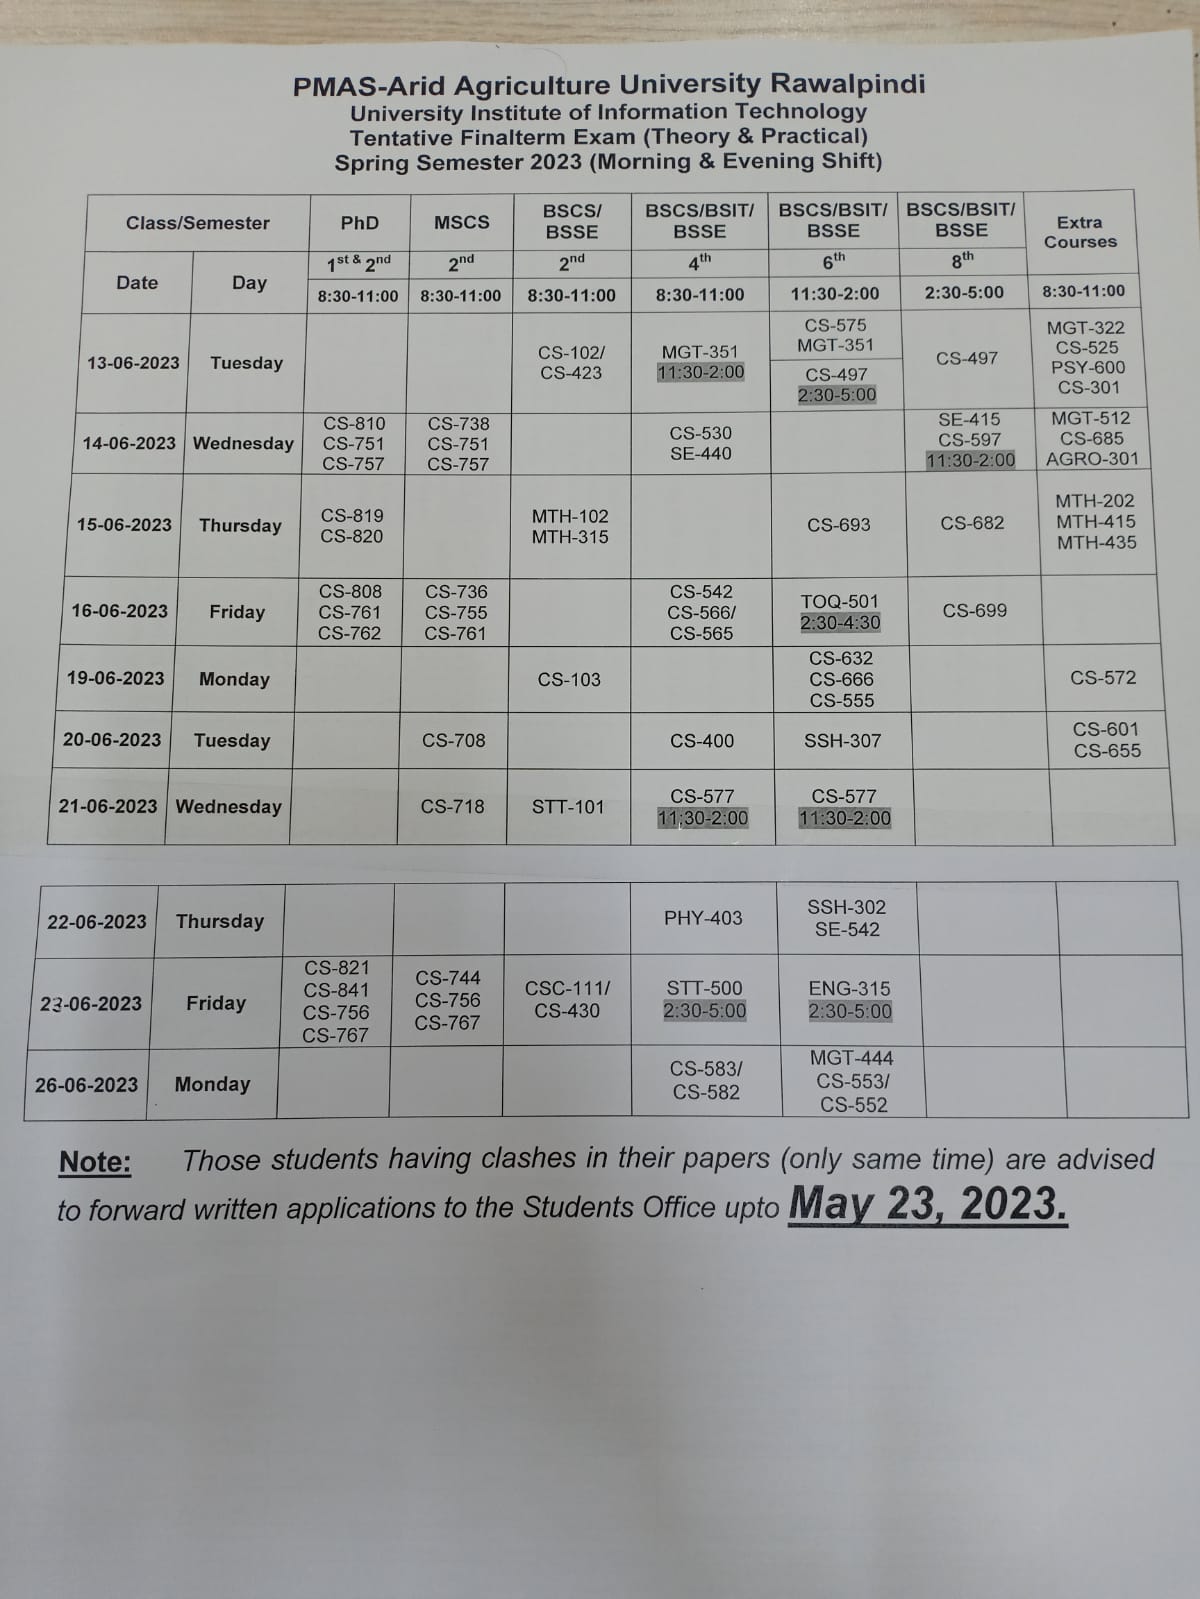 PMAS-Arid Agriculture University Rawalpindi
University Institute of Information Technology
Tentative Finalterm Exam (Theory & Practical)
Spring Semester 2023 (Morning & Evening Shift)
Class/Semester PhD MSCS BSCS/ BSSE BSCS/BSIT/ BSSE BSCS/BSIT/ BSSE BSCS/BSIT/ BSSE Extra Courses
Date Day 1st & 2nd 2nd 2nd 4th 6th 8th
8:30-11:00 8:30-11:00 8:30-11:00 8:30-11:00 11:30-2:00 2:30-5:00 8:30-11:00
13-06-2023 Tuesday CS-102/ CS-423 MGT-351 11:30-2:00 CS-575 MGT-351 CS-497 2:30-5:00 CS-497 MGT-322 CS-525 PSY-600 CS-301
14-06-2023 Wednesday CS-810 CS-751 CS-757 CS-738 CS-751 CS-757 CS-530 SE-440 SE-415 CS-597 11:30-2:00 MGT-512 CS-685 AGRO-301
15-06-2023 Thursday CS-819 CS-820 MTH-102 MTH-315 CS-693 CS-682 MTH-202 MTH-415 MTH-435
16-06-2023 Friday CS-808 CS-761 CS-762 CS-736 CS-755 CS-761 CS-542 CS-566/ CS-565 TOQ-501 2:30-4:30 CS-699
19-06-2023 Monday CS-103 CS-632 CS-666 CS-555 CS-572
20-06-2023 Tuesday CS-708 CS-400 SSH-307 CS-601 CS-655
21-06-2023 Wednesday CS-718 STT-101 CS-577 11:30-2:00 CS-577 11:30-2:00
22-06-2023 Thursday PHY-403 SSH-302 SE-542
23-06-2023 Friday CS-821 CS-841 CS-756 CS-767 CS-744 CS-756 CS-767 CSC-111/ CS-430 STT-500 2:30-5:00 ENG-315 2:30-5:00
26-06-2023 Monday CS-583/ CS-582 MGT-444 CS-553/ CS-552
Note: Those students having clashes in their papers (only same time) are advised
to forward written applications to the Students Office upto May 23, 2023.